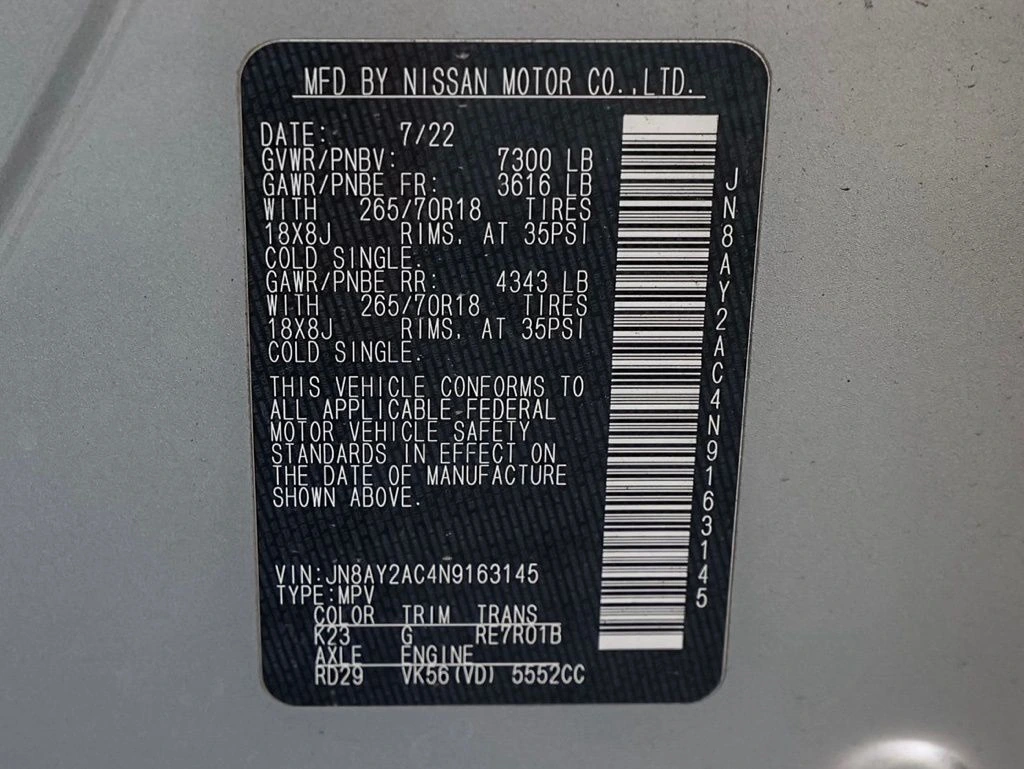 MFD BY NISSAN MOTOR CO.,LTD.
DATE: 7/22
GVWR/PNBV: 7300 LB
GAWR/PNBE FR: 3616 LB
WITH 265/70R18 TIRES
18X8J RIMS, AT 35PSI
COLD SINGLE.
GAWR/PNBE RR: 4343 LB
WITH 265/70R18 TIRES
18X8J RIMS, AT 35PSI
COLD SINGLE.
THIS VEHICLE CONFORMS TO
ALL APPLICABLE FEDERAL
MOTOR VEHICLE SAFETY
STANDARDS IN EFFECT ON
THE DATE OF MANUFACTURE
SHOWN ABOVE.
VIN:JN8AY2AC4N9163145
TYPE:MPV
COLOR TRIM TRANS
K23 G RE7R01B
AXLE ENGINE
RD29 VK56(VD) 5552CC
JN8AY2AC4N9163145